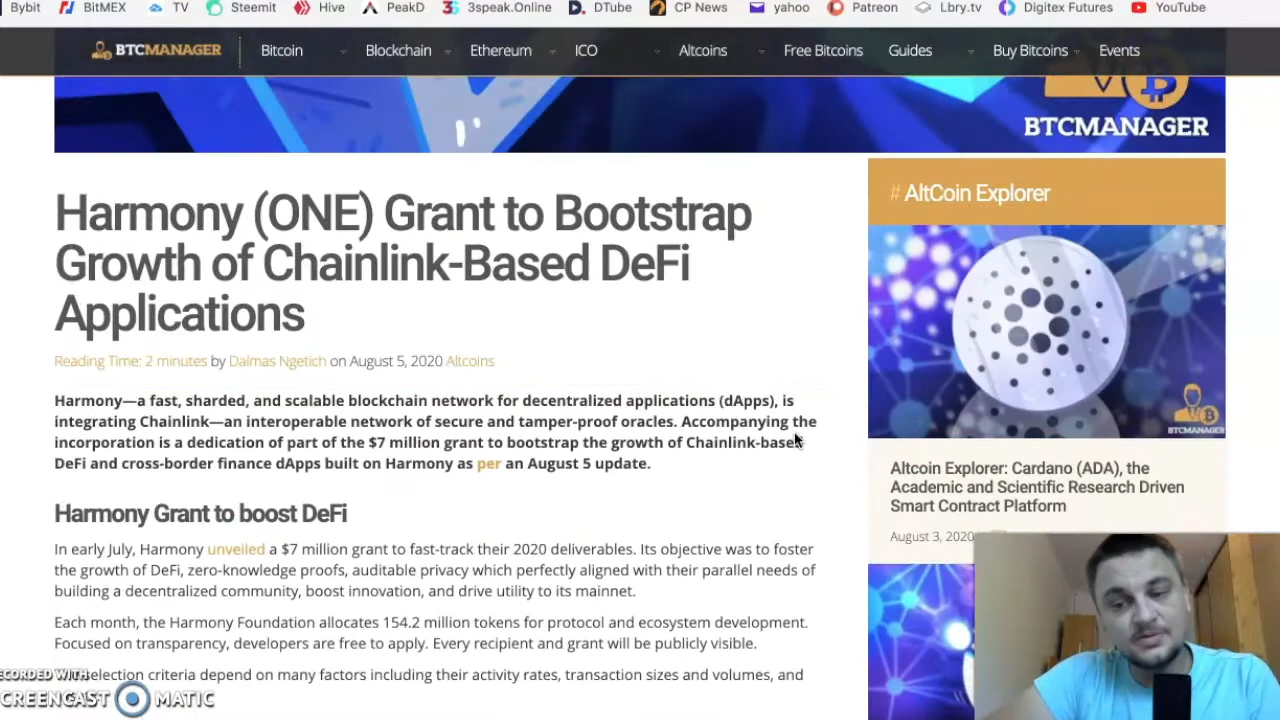 Bybit BitMEX TV Steemit Hive PeakD 3speak.Online DTube CP News yahoo Patreon Lbry.tv Digitex Futures YouTube
BTCMANAGER Bitcoin Blockchain Ethereum ICO Altcoins Free Bitcoins Guides Buy Bitcoins Events
BTCMANAGER
Harmony (ONE) Grant to Bootstrap
Growth of Chainlink-Based DeFi
Applications
Reading Time: 2 minutes by Dalmas Ngetich on August 5, 2020 Altcoins
Harmony—a fast, sharded, and scalable blockchain network for decentralized applications (dApps), is
integrating Chainlink—an interoperable network of secure and tamper-proof oracles. Accompanying the
incorporation is a dedication of part of the $7 million grant to bootstrap the growth of Chainlink-based
DeFi and cross-border finance dApps built on Harmony as per an August 5 update.
Harmony Grant to boost DeFi
In early July, Harmony unveiled a $7 million grant to fast-track their 2020 deliverables. Its objective was to foster
the growth of DeFi, zero-knowledge proofs, auditable privacy which perfectly aligned with their parallel needs of
building a decentralized community, boost innovation, and drive utility to its mainnet.
Each month, the Harmony Foundation allocates 154.2 million tokens for protocol and ecosystem development.
Focused on transparency, developers are free to apply. Every recipient and grant will be publicly visible.
selection criteria depend on many factors including their activity rates, transaction sizes and volumes, and
# AltCoin Explorer
BTCMANAGER
Altcoin Explorer: Cardano (ADA), the
Academic and Scientific Research Driven
Smart Contract Platform
August 3, 2020
RECORDED WITH
SCREENCAST MATIC